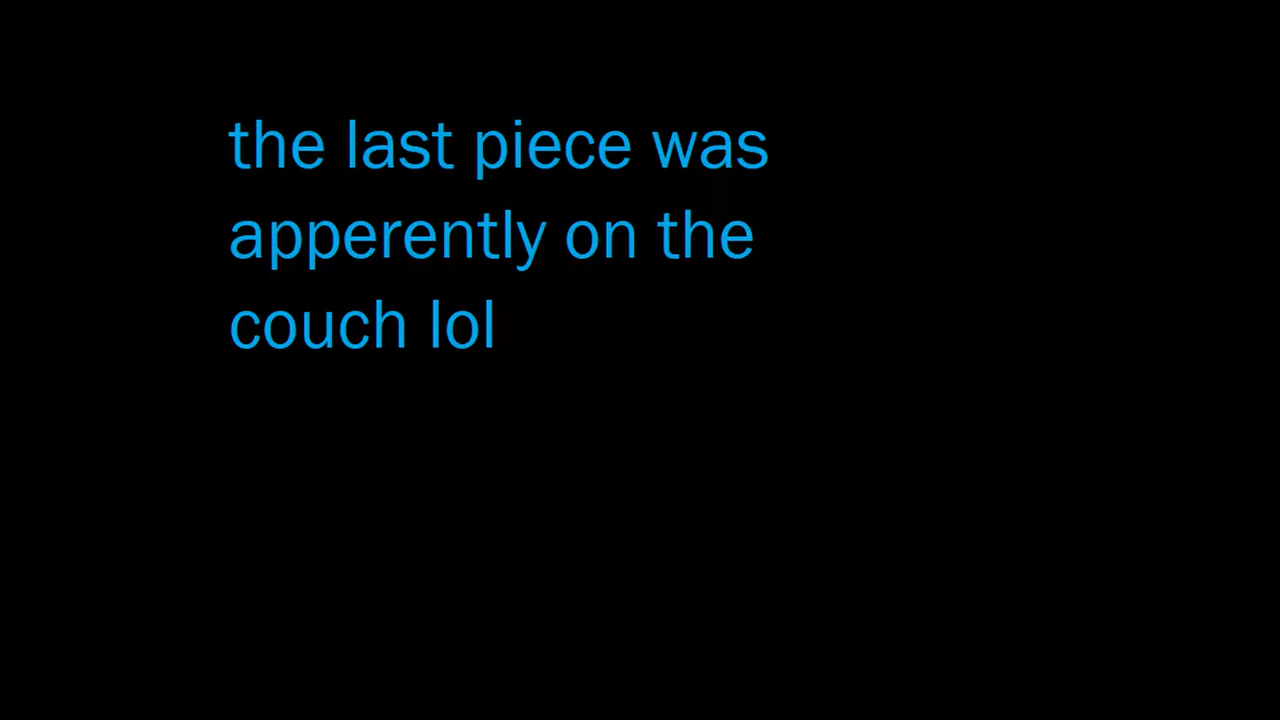 the last piece was
apperently on the
couch lol